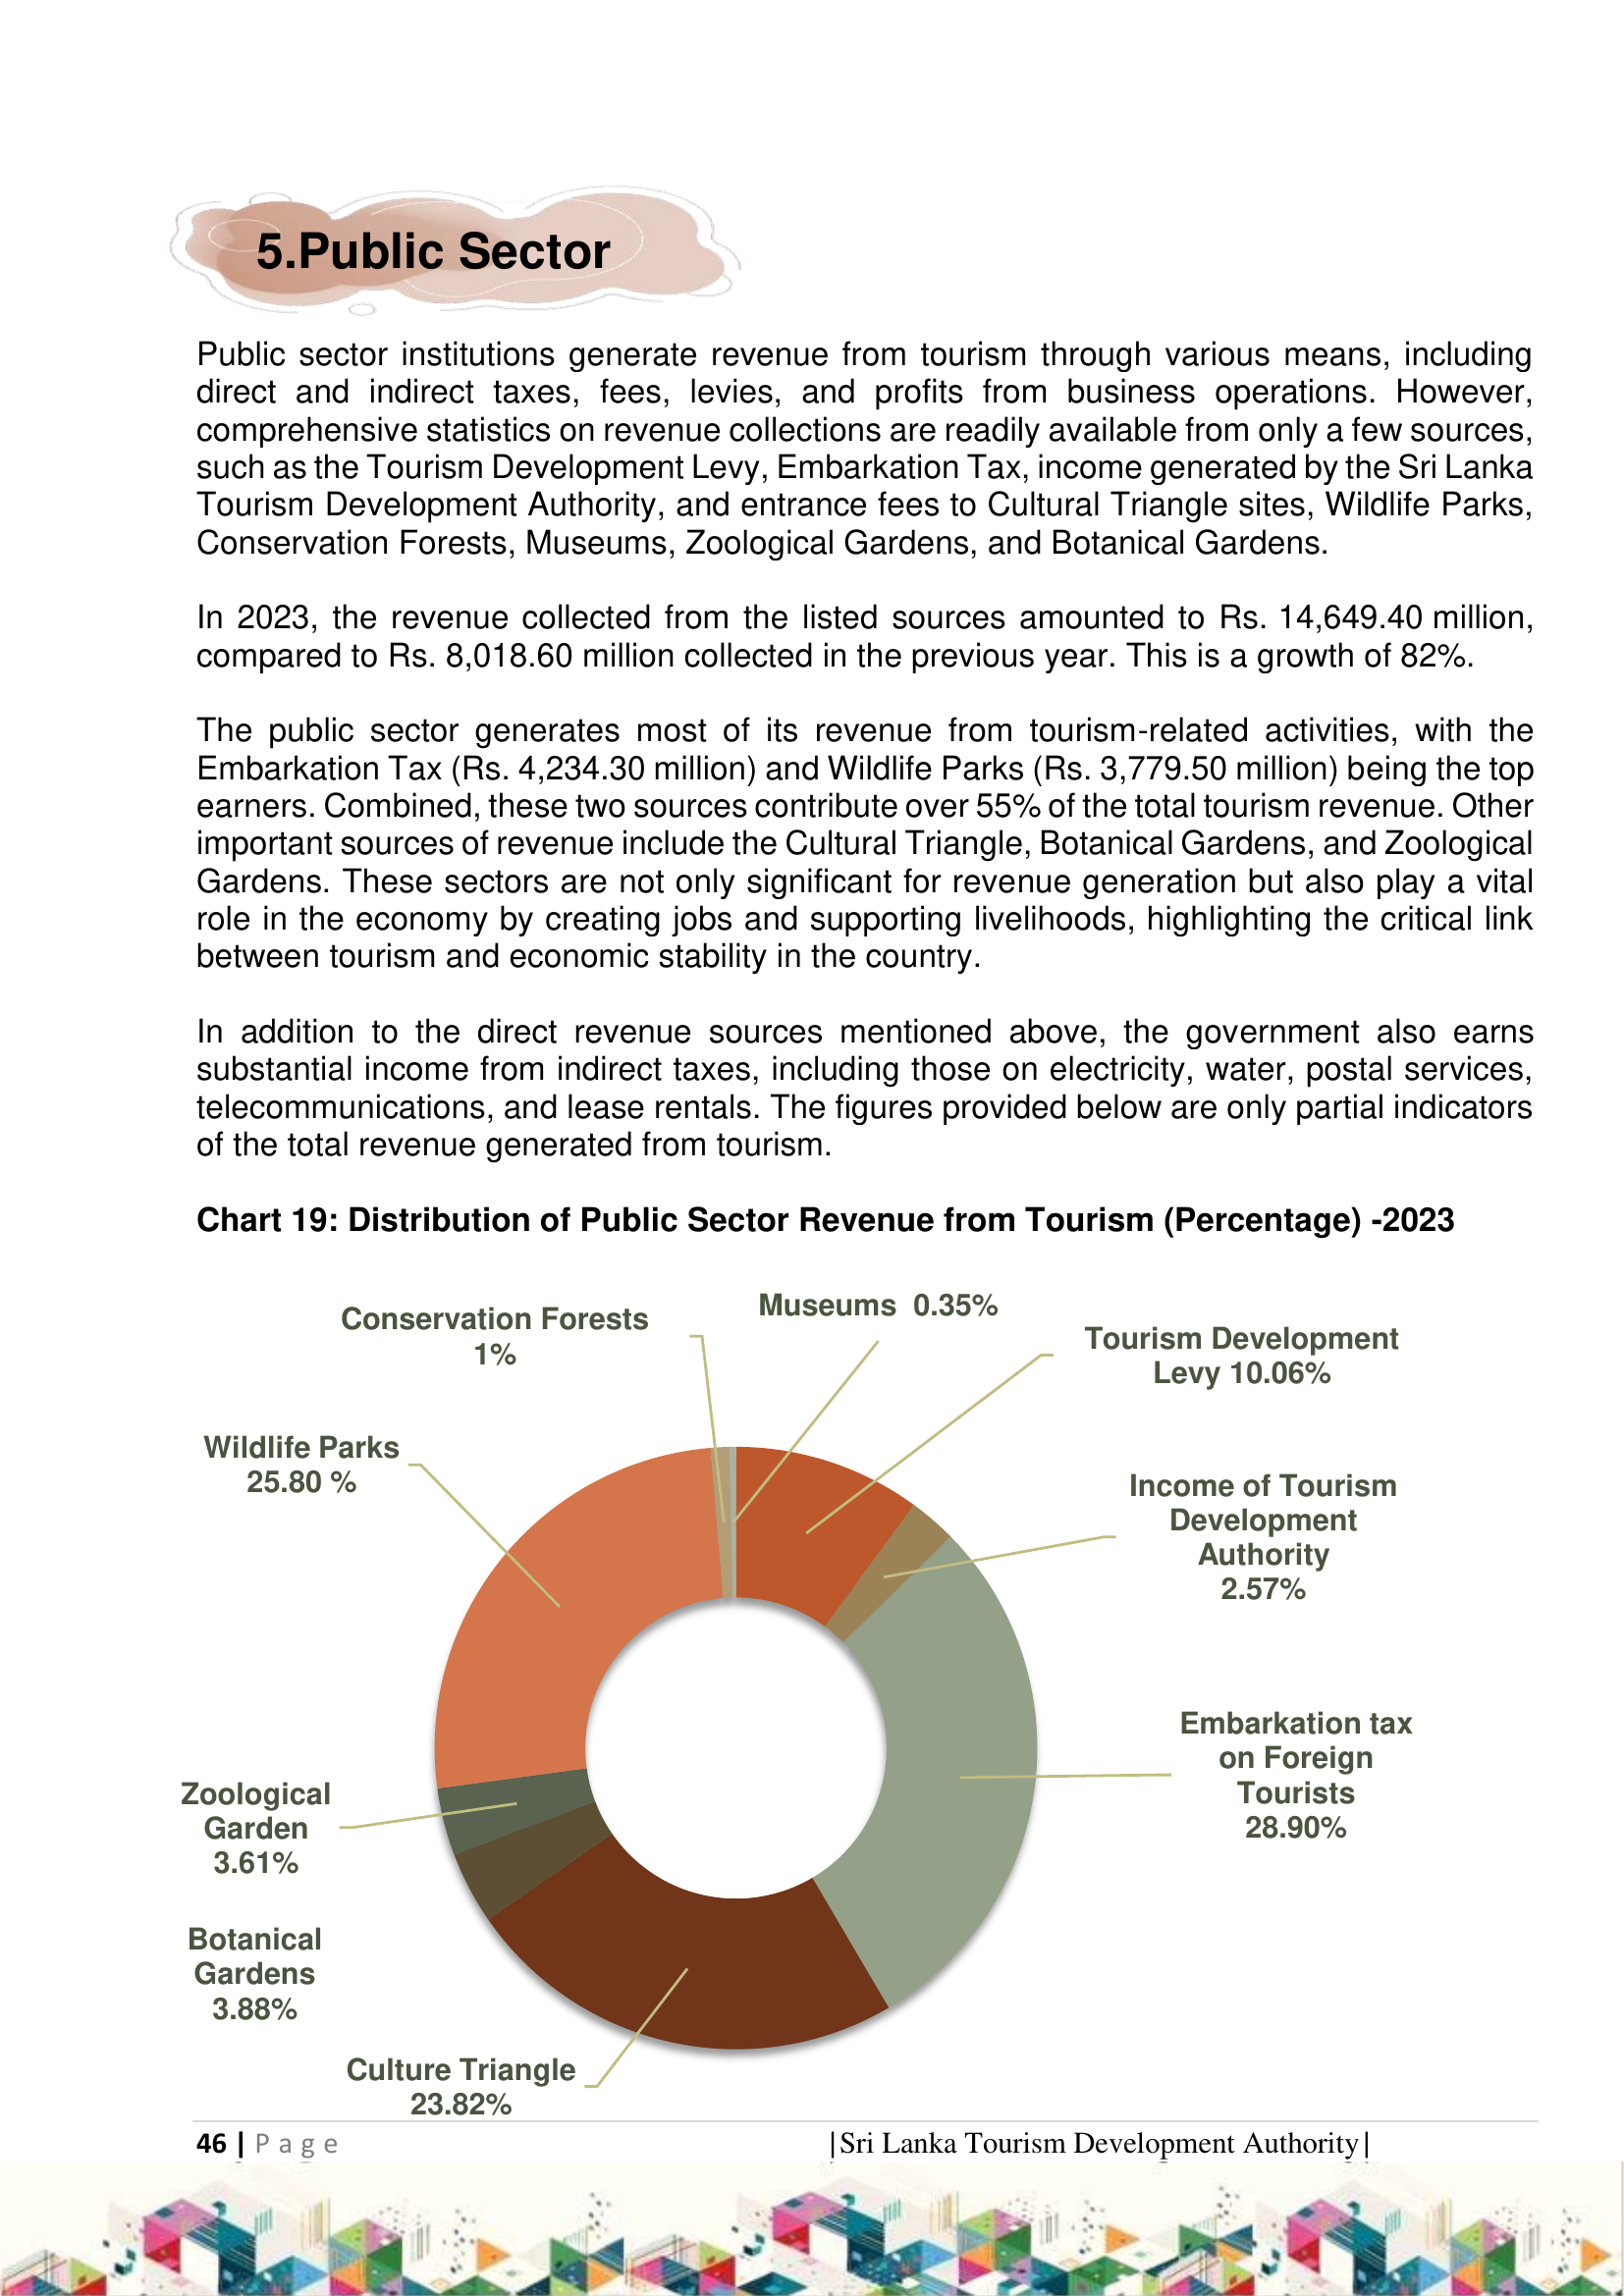 5.Public Sector
Public sector institutions generate revenue from tourism through various means, including
direct and indirect taxes, fees, levies, and profits from business operations. However,
comprehensive statistics on revenue collections are readily available from only a few sources,
such as the Tourism Development Levy, Embarkation Tax, income generated by the Sri Lanka
Tourism Development Authority, and entrance fees to Cultural Triangle sites, Wildlife Parks,
Conservation Forests, Museums, Zoological Gardens, and Botanical Gardens.
In 2023, the revenue collected from the listed sources amounted to Rs. 14,649.40 million,
compared to Rs. 8,018.60 million collected in the previous year. This is a growth of 82%.
The public sector generates most of its revenue from tourism-related activities, with the
Embarkation Tax (Rs. 4,234.30 million) and Wildlife Parks (Rs. 3,779.50 million) being the top
earners. Combined, these two sources contribute over 55% of the total tourism revenue. Other
important sources of revenue include the Cultural Triangle, Botanical Gardens, and Zoological
Gardens. These sectors are not only significant for revenue generation but also play a vital
role in the economy by creating jobs and supporting livelihoods, highlighting the critical link
between tourism and economic stability in the country.
In addition to the direct revenue sources mentioned above, the government also earns
substantial income from indirect taxes, including those on electricity, water, postal services,
telecommunications, and lease rentals. The figures provided below are only partial indicators
of the total revenue generated from tourism.
Chart 19: Distribution of Public Sector Revenue from Tourism (Percentage) -2023
Conservation Forests
1%
Museums 0.35%
Tourism Development
Levy 10.06%
Wildlife Parks
25.80 %
Income of Tourism
Development
Authority
2.57%
Embarkation tax
on Foreign
Tourists
28.90%
Zoological
Garden
3.61%
Botanical
Gardens
3.88%
Culture Triangle
23.82%
46 | Page
|Sri Lanka Tourism Development Authority|